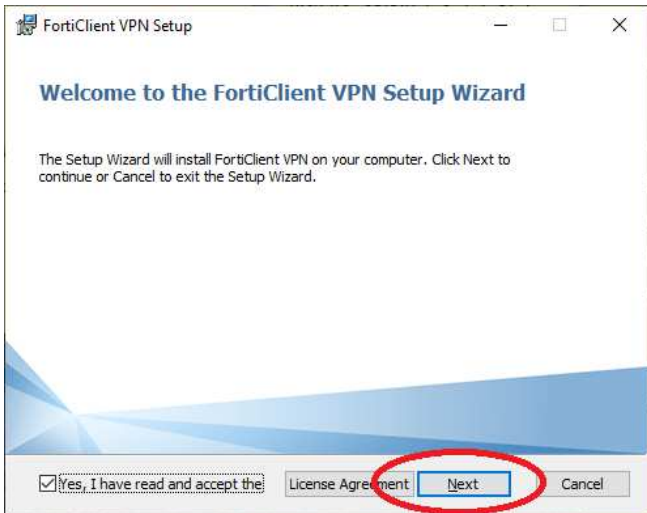 FortiClient VPN Setup
Welcome to the FortiClient VPN Setup Wizard
The Setup Wizard will install FortiClient VPN on your computer. Click Next to
continue or Cancel to exit the Setup Wizard.
Yes, I have read and accept the License Agreement Next Cancel